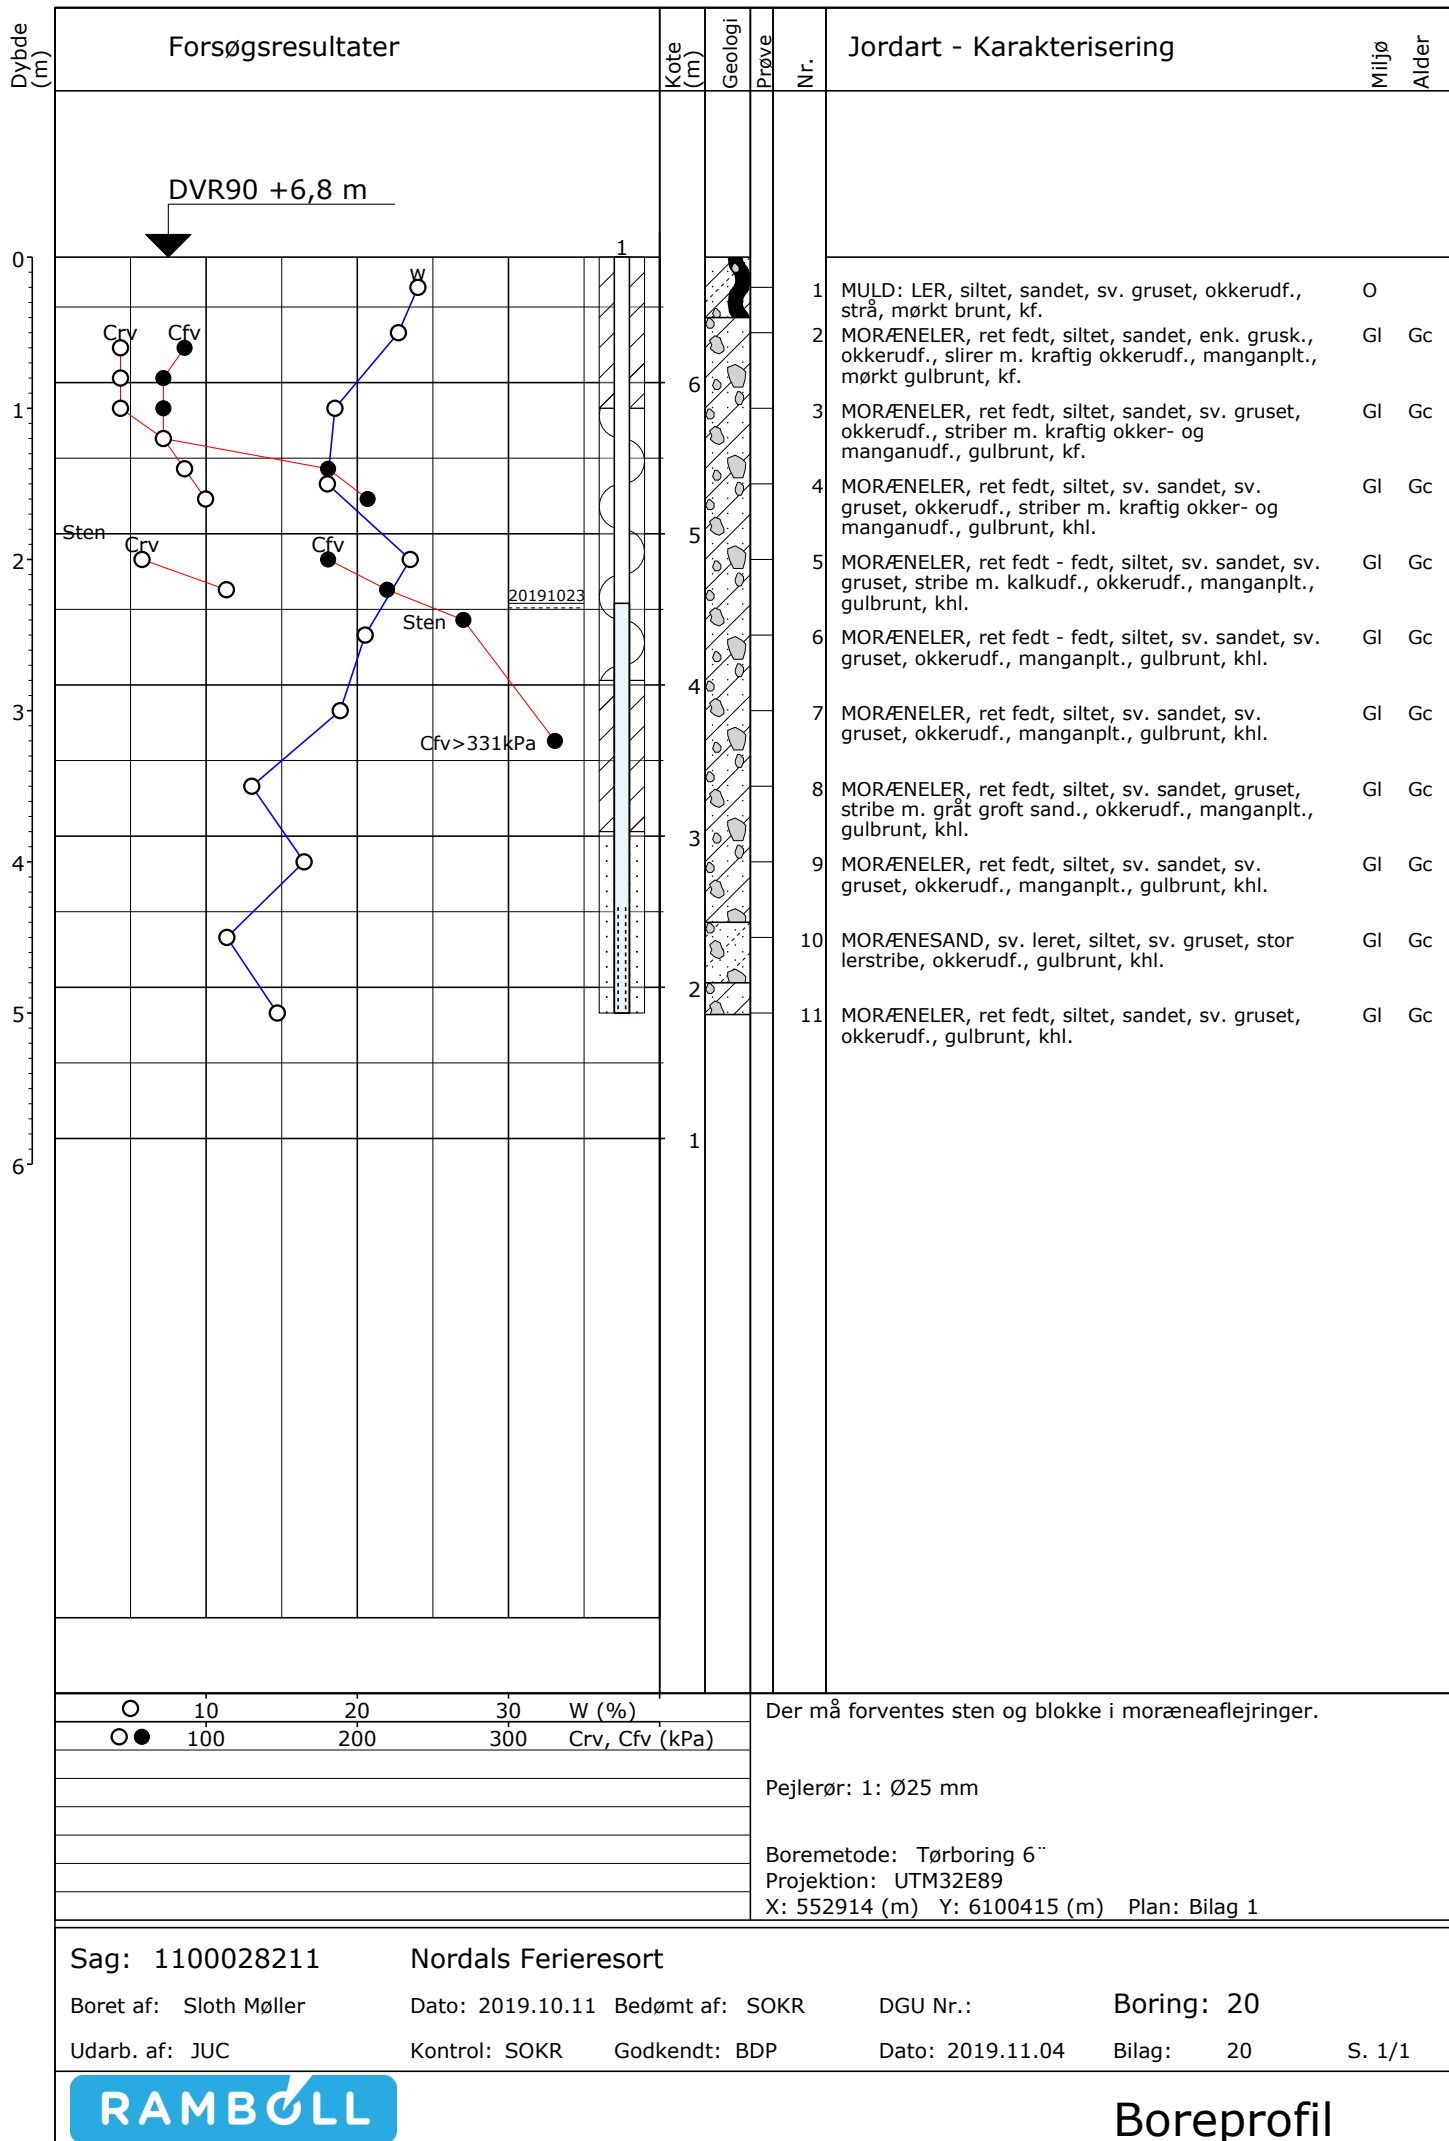 Dybde (m)
Forsøgsresultater
Kote (m)
Geologi
Prøve
Nr.
Jordart - Karakterisering
Miljø
Alder
DVR90 +6,8 m
0
1
2
3
4
5
6
w
1
Crv Cfv
Sten
Crv Cfv
20191023
Sten
Cfv>331kPa
6
5
4
3
2
1
1 MULD: LER, siltet, sandet, sv. gruset, okkerudf., O
strå, mørkt brunt, kf.
2 MORÆNELER, ret fedt, siltet, sandet, enk. grusk., Gl Gc
okkerudf., slirer m. kraftig okkerudf., manganplt.,
mørkt gulbrunt, kf.
3 MORÆNELER, ret fedt, siltet, sandet, sv. gruset, Gl Gc
okkerudf., striber m. kraftig okker- og
manganudf., gulbrunt, kf.
4 MORÆNELER, ret fedt, siltet, sv. sandet, sv. Gl Gc
gruset, okkerudf., striber m. kraftig okker- og
manganudf., gulbrunt, khl.
5 MORÆNELER, ret fedt - fedt, siltet, sv. sandet, sv. Gl Gc
gruset, stribe m. kalkudf., okkerudf., manganplt.,
gulbrunt, khl.
6 MORÆNELER, ret fedt - fedt, siltet, sv. sandet, sv. Gl Gc
gruset, okkerudf., manganplt., gulbrunt, khl.
7 MORÆNELER, ret fedt, siltet, sv. sandet, sv. Gl Gc
gruset, okkerudf., manganplt., gulbrunt, khl.
8 MORÆNELER, ret fedt, siltet, sv. sandet, gruset, Gl Gc
stribe m. gråt groft sand., okkerudf., manganplt.,
gulbrunt, khl.
9 MORÆNELER, ret fedt, siltet, sv. sandet, sv. Gl Gc
gruset, okkerudf., manganplt., gulbrunt, khl.
10 MORÆNESAND, sv. leret, siltet, sv. gruset, stor Gl Gc
lerstribe, okkerudf., gulbrunt, khl.
11 MORÆNELER, ret fedt, siltet, sandet, sv. gruset, Gl Gc
okkerudf., gulbrunt, khl.
10 20 30 W (%)
100 200 300 Crv, Cfv (kPa)
Der må forventes sten og blokke i moræneaflejringer.
Pejlerør: 1: Ø25 mm
Boremetode: Tørboring 6¨
Projektion: UTM32E89
X: 552914 (m) Y: 6100415 (m) Plan: Bilag 1
Sag: 1100028211 Nordals Ferieresort
Boret af: Sloth Møller Dato: 2019.10.11 Bedømt af: SOKR DGU Nr.: Boring: 20
Udarb. af: JUC Kontrol: SOKR Godkendt: BDP Dato: 2019.11.04 Bilag: 20 S. 1/1
RAMBOLL
Boreprofil